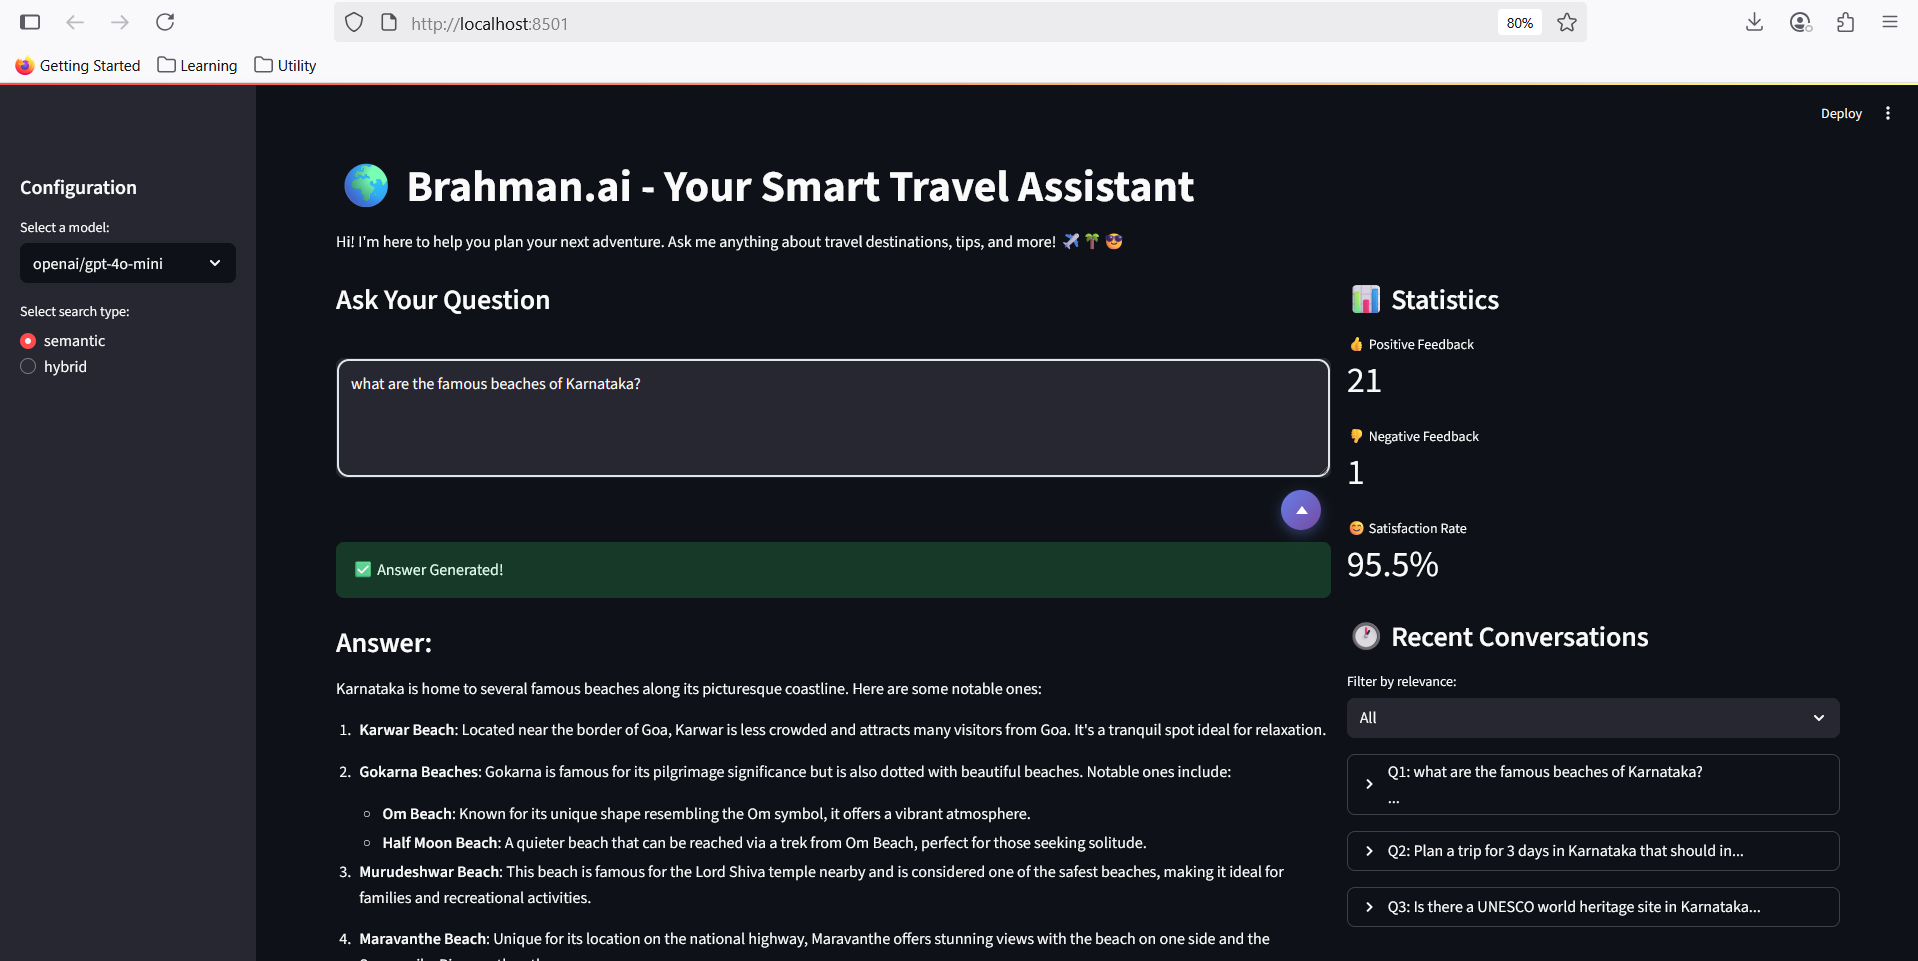 http://localhost:8501
80%
Getting Started
Learning
Utility
Deploy
Configuration
Select a model:
openai/gpt-4o-mini
Select search type:
semantic
hybrid
Brahman.ai - Your Smart Travel Assistant
Hi! I'm here to help you plan your next adventure. Ask me anything about travel destinations, tips, and more! ✈️🌴😎
Ask Your Question
what are the famous beaches of Karnataka?
Answer Generated!
Answer:
Karnataka is home to several famous beaches along its picturesque coastline. Here are some notable ones:
1. Karwar Beach: Located near the border of Goa, Karwar is less crowded and attracts many visitors from Goa. It's a tranquil spot ideal for relaxation.
2. Gokarna Beaches: Gokarna is famous for its pilgrimage significance but is also dotted with beautiful beaches. Notable ones include:
Om Beach: Known for its unique shape resembling the Om symbol, it offers a vibrant atmosphere.
Half Moon Beach: A quieter beach that can be reached via a trek from Om Beach, perfect for those seeking solitude.
3. Murudeshwar Beach: This beach is famous for the Lord Shiva temple nearby and is considered one of the safest beaches, making it ideal for
families and recreational activities.
4. Maravanthe Beach: Unique for its location on the national highway, Maravanthe offers stunning views with the beach on one side and the
Statistics
Positive Feedback
21
Negative Feedback
1
Satisfaction Rate
95.5%
Recent Conversations
Filter by relevance:
All
Q1: what are the famous beaches of Karnataka?
...
Q2: Plan a trip for 3 days in Karnataka that should in...
Q3: Is there a UNESCO world heritage site in Karnataka...